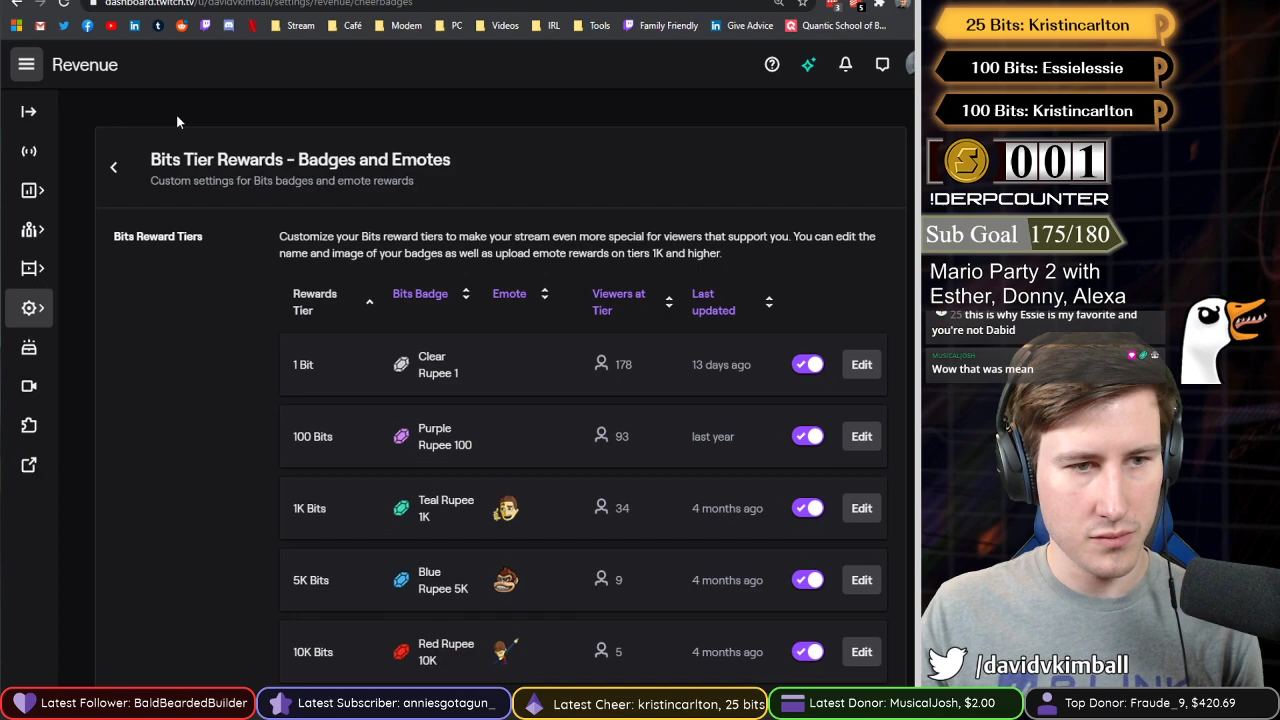 dashboard.twitch.tv/u/davidvkimball/settings/revenue/cheerbadges
Stream Café Modem PC Videos IRL Tools Family Friendly Give Advice Quantic School of B...
Revenue
Bits Tier Rewards - Badges and Emotes
Custom settings for Bits badges and emote rewards
Bits Reward Tiers
Customize your Bits reward tiers to make your stream even more special for viewers that support you. You can edit the
name and image of your badges as well as upload emote rewards on tiers 1K and higher.
Rewards Tier Bits Badge Emote Viewers at Tier Last updated
1 Bit Clear Rupee 1 178 13 days ago Edit
100 Bits Purple Rupee 100 93 last year Edit
1K Bits Teal Rupee 1K 34 4 months ago Edit
5K Bits Blue Rupee 5K 9 4 months ago Edit
10K Bits Red Rupee 10K 5 4 months ago Edit
25 Bits: Kristincarlton
100 Bits: Essielessie
100 Bits: Kristincarlton
001
!DERPCOUNTER
Sub Goal 175/180
Mario Party 2 with
Esther, Donny, Alexa
25 this is why Essie is my favorite and
you're not Dabid
MUSICALJOSH
Wow that was mean
/davidvkimball
Latest Follower: BaldBeardedBuilder
Latest Subscriber: anniesgotagun_
Latest Cheer: kristincarlton, 25 bits
Latest Donor: MusicalJosh, $2.00
Top Donor: Fraude_9, $420.69